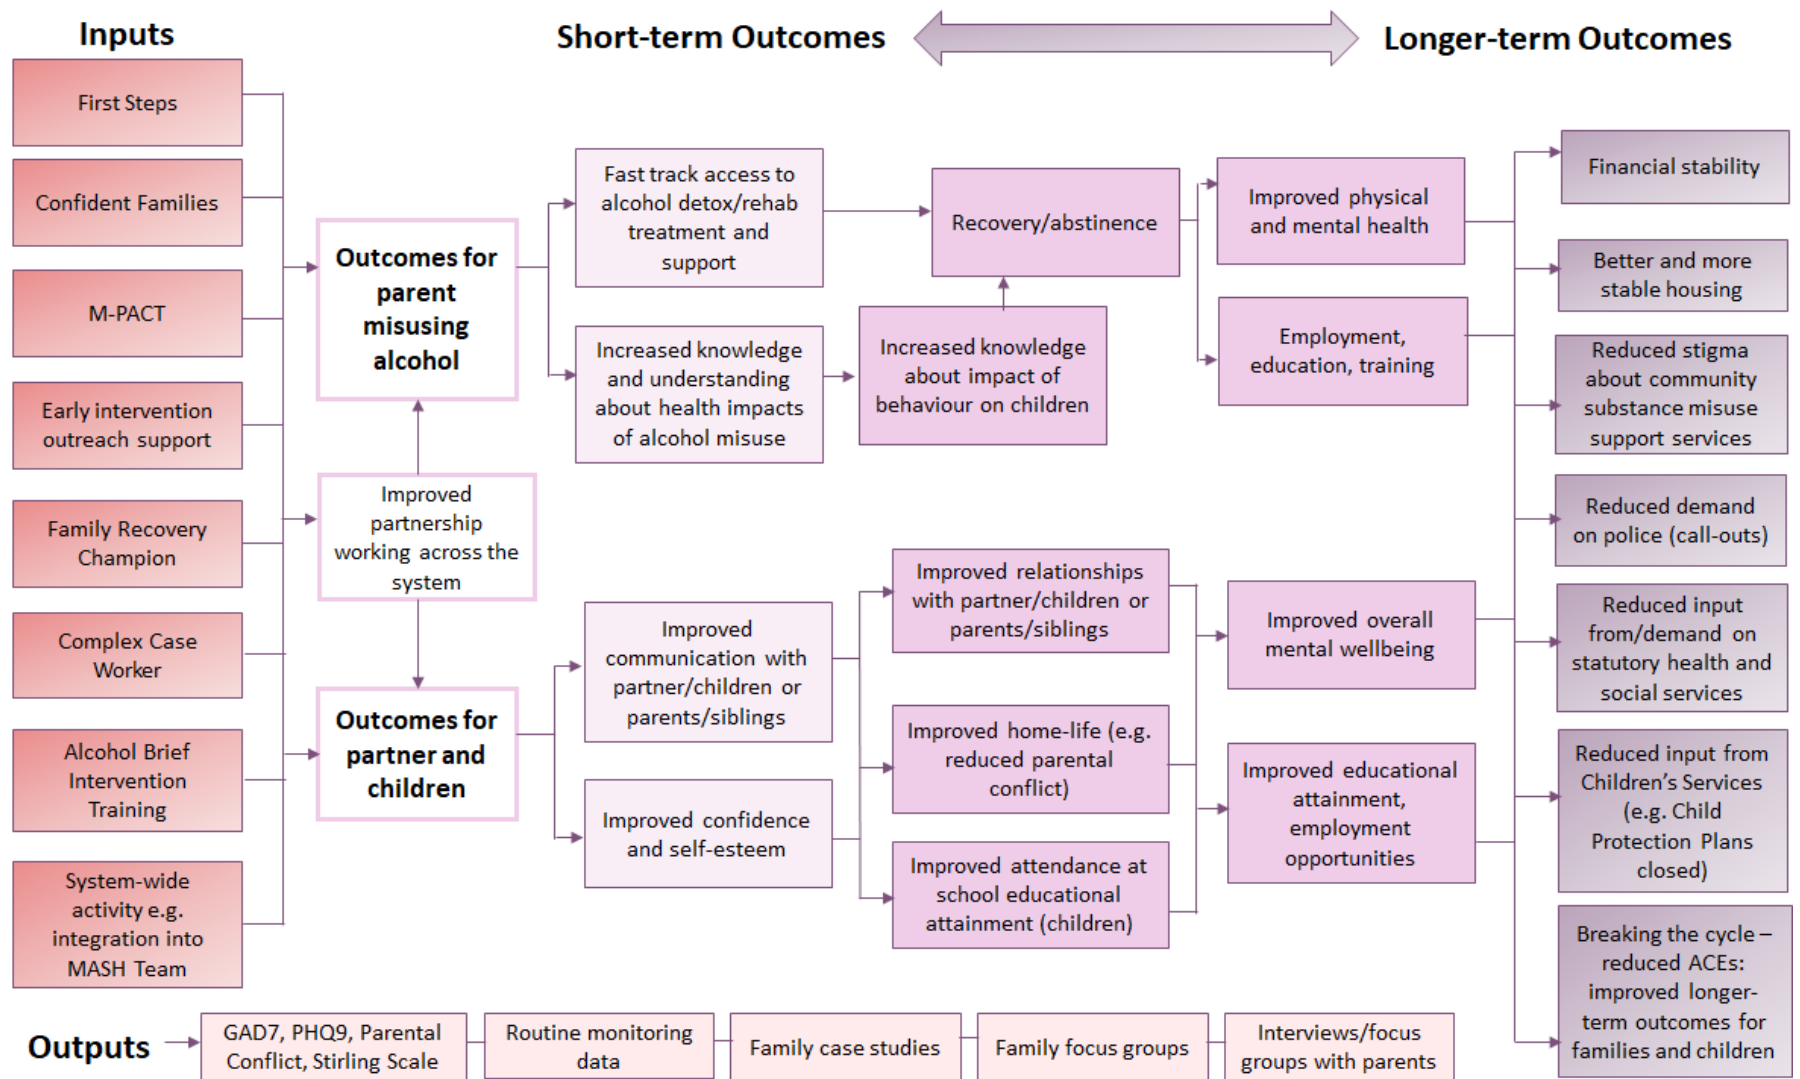 Inputs
Short-term Outcomes
Longer-term Outcomes
First Steps
Confident Families
M-PACT
Early intervention
outreach support
Family Recovery
Champion
Complex Case
Worker
Alcohol Brief
Intervention
Training
System-wide
activity e.g.
integration into
MASH Team
Outcomes for
parent
misusing
alcohol
Improved
partnership
working across the
system
Outcomes for
partner and
children
Fast track access to
alcohol detox/rehab
treatment and
support
Increased knowledge
and understanding
about health impacts
of alcohol misuse
Improved
communication with
partner/children or
parents/siblings
Improved confidence
and self-esteem
Recovery/abstinence
Increased knowledge
about impact of
behaviour on children
Improved relationships
with partner/children or
parents/siblings
Improved home-life (e.g.
reduced parental
conflict)
Improved attendance at
school educational
attainment (children)
Improved physical
and mental health
Employment,
education, training
Improved overall
mental wellbeing
Improved educational
attainment,
employment
opportunities
Financial stability
Better and more
stable housing
Reduced stigma
about community
substance misuse
support services
Reduced demand
on police (call-outs)
Reduced input
from/demand on
statutory health and
social services
Reduced input from
Children’s Services
(e.g. Child
Protection Plans
closed)
Breaking the cycle –
reduced ACEs:
improved longer-
term outcomes for
families and children
Outputs
GAD7, PHQ9, Parental
Conflict, Stirling Scale
Routine monitoring
data
Family case studies
Family focus groups
Interviews/focus
groups with parents